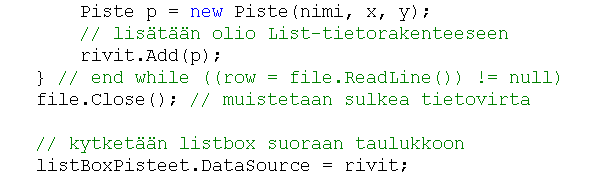 Piste p = new Piste(nimi, x, y);
// lisätään olio List-tietorakenteeseen
rivit.Add(p);
} // end while ((row = file.ReadLine()) != null)
file.Close(); // muistetaan sulkea tietovirta
// kytketään listbox suoraan taulukkoon
listBoxPisteet.DataSource = rivit;